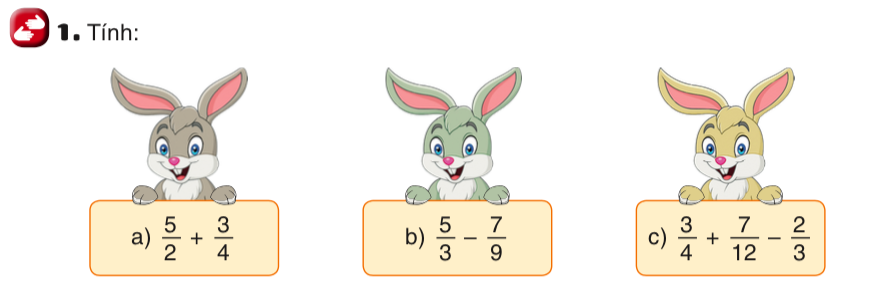 1. Tính:
a) 5/2 + 3/4
b) 5/3 − 7/9
c) 3/4 + 7/12 − 2/3